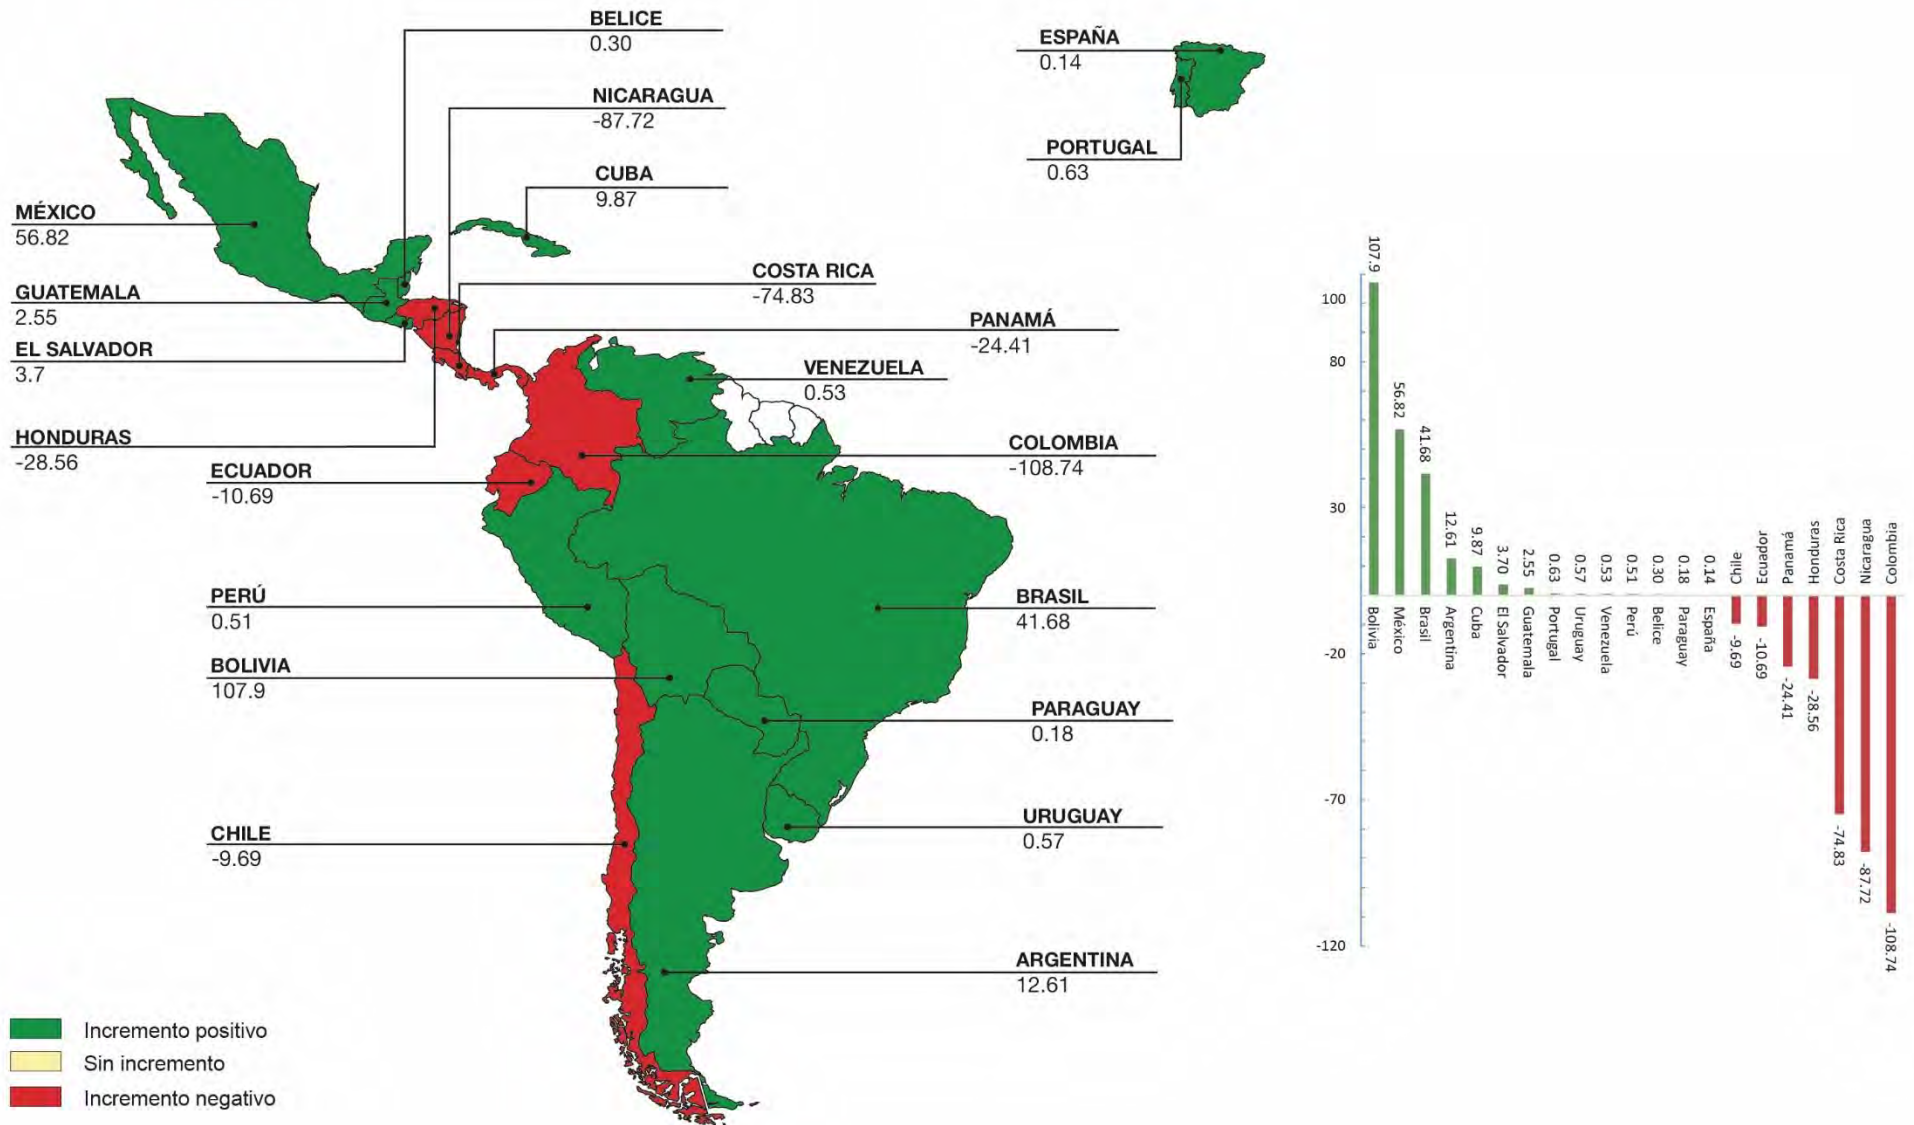 BELICE
0.30
NICARAGUA
-87.72
CUBA
9.87
ESPAÑA
0.14
PORTUGAL
0.63
MÉXICO
56.82
GUATEMALA
2.55
EL SALVADOR
3.7
HONDURAS
-28.56
COSTA RICA
-74.83
PANAMÁ
-24.41
VENEZUELA
0.53
COLOMBIA
-108.74
ECUADOR
-10.69
PERÚ
0.51
BOLIVIA
107.9
BRASIL
41.68
PARAGUAY
0.18
URUGUAY
0.57
CHILE
-9.69
ARGENTINA
12.61
Incremento positivo
Sin incremento
Incremento negativo
100
80
30
-20
-70
-120
107.9
Bolivia
56.82
México
41.68
Brasil
12.61
Argentina
9.87
Cuba
3.70
El Salvador
2.55
Guatemala
0.63
Portugal
0.57
Uruguay
0.53
Venezuela
0.51
Perú
0.30
Belice
0.18
Paraguay
0.14
España
Chile
-9.69
Ecuador
-10.69
Panamá
-24.41
Honduras
-28.56
Costa Rica
-74.83
Nicaragua
-87.72
Colombia
-108.74